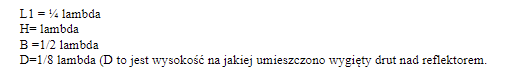 L1 = ¼ lambda
H= lambda
B =1/2 lambda
D=1/8 lambda (D to jest wysokość na jakiej umieszczono wygięty drut nad reflektorem.